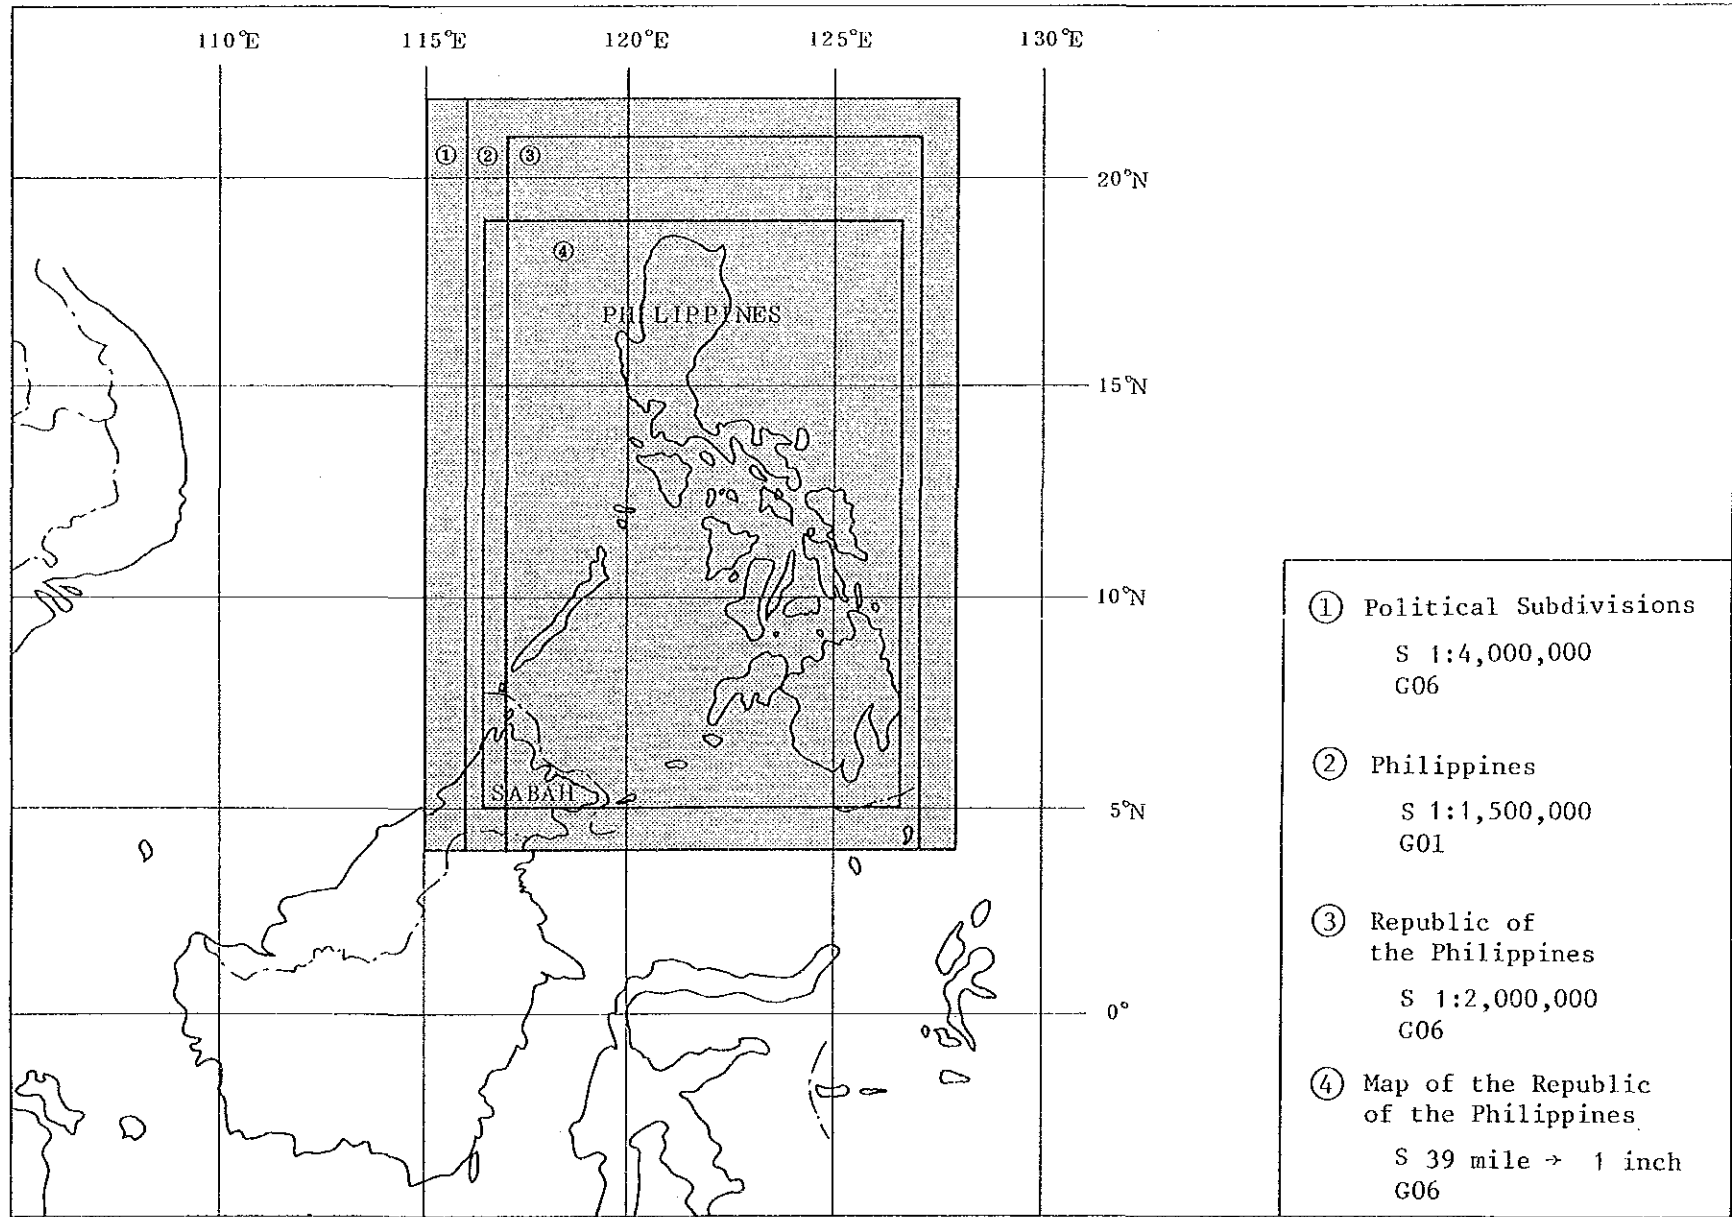 110°E 115°E 120°E 125°E 130°E
① ② ③
20°N
④
PHILIPPINES
15°N
10°N
SABAH
5°N
0°
① Political Subdivisions
S 1:4,000,000
G06
② Philippines
S 1:1,500,000
G01
③ Republic of
the Philippines
S 1:2,000,000
G06
④ Map of the Republic
of the Philippines
S 39 mile → 1 inch
G06